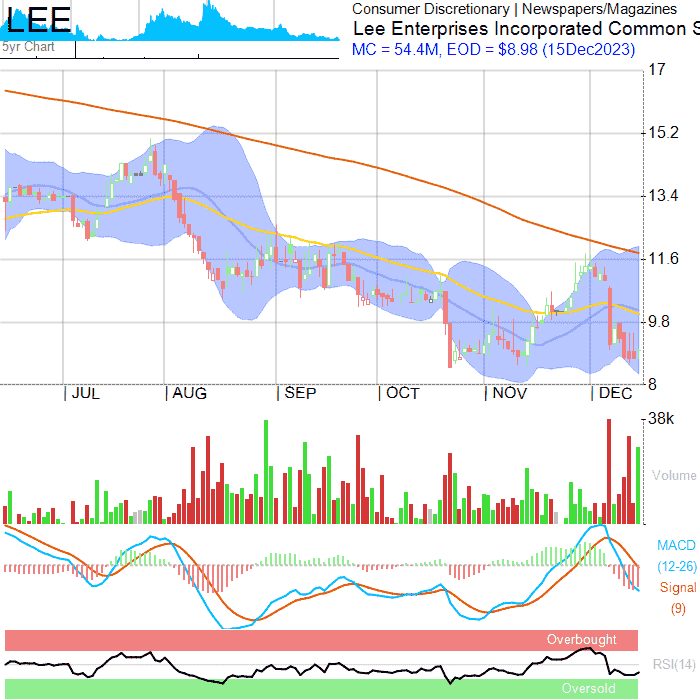 LEE
5yr Chart
Consumer Discretionary | Newspapers/Magazines
Lee Enterprises Incorporated Common S
MC = 54.4M, EOD = $8.98 (15Dec2023)
17
15.2
13.4
11.6
9.8
8
JUL AUG SEP OCT NOV DEC
38k
Volume
MACD
(12-26)
Signal
(9)
Overbought
RSI(14)
Oversold